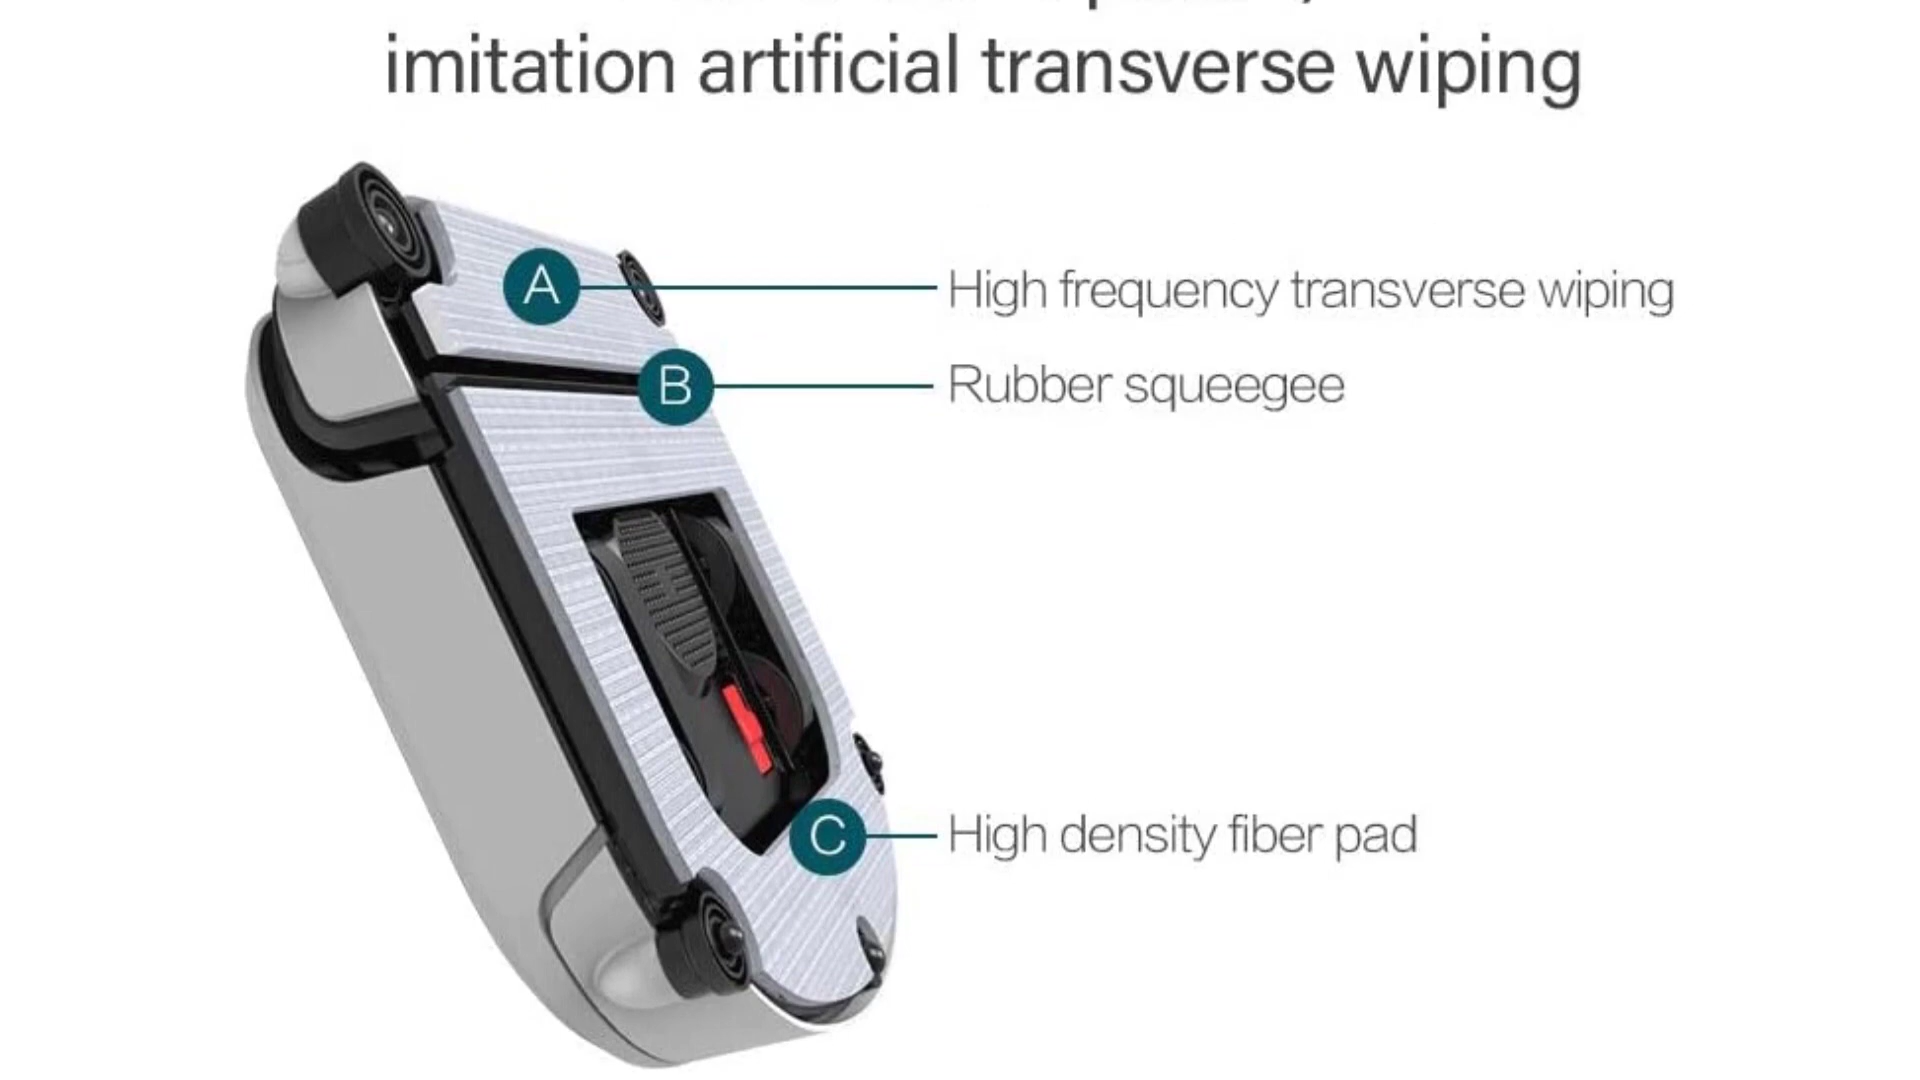 imitation artificial transverse wiping
A High frequency transverse wiping
B Rubber squeegee
C High density fiber pad